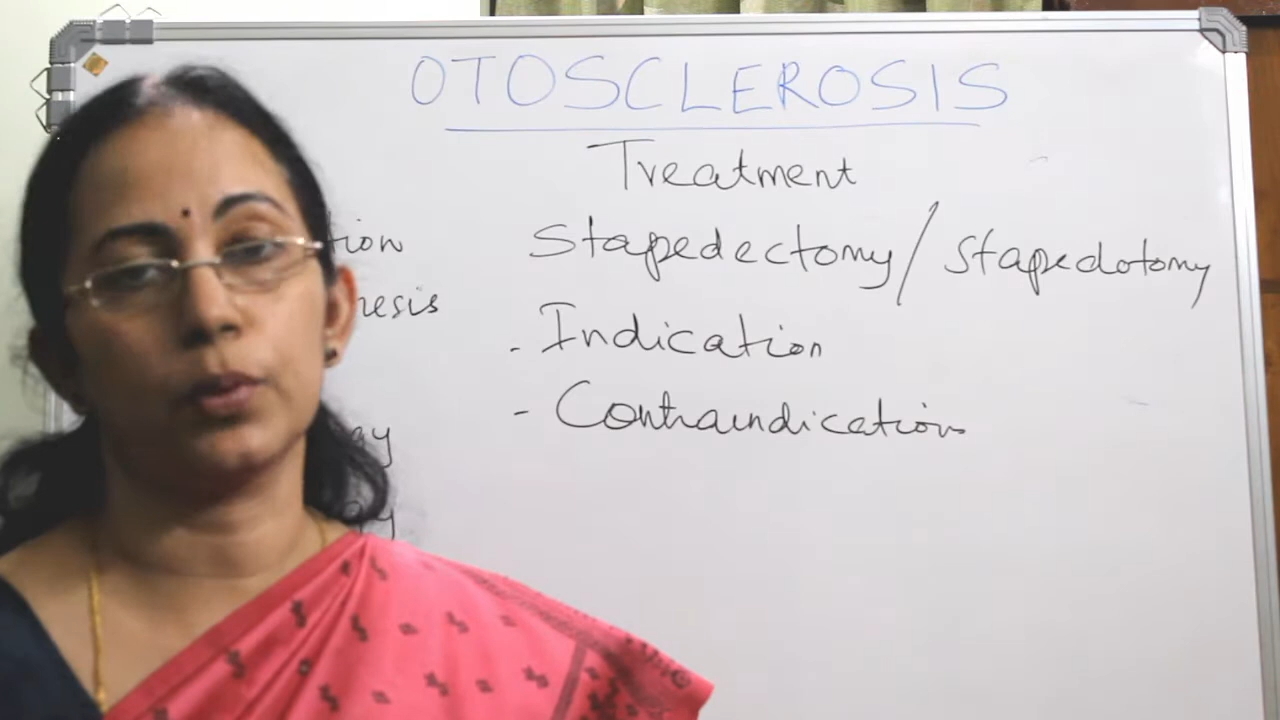 OTOSCLEROSIS
Treatment
Stapedectomy / Stapedotomy
- Indication
- Contraindication